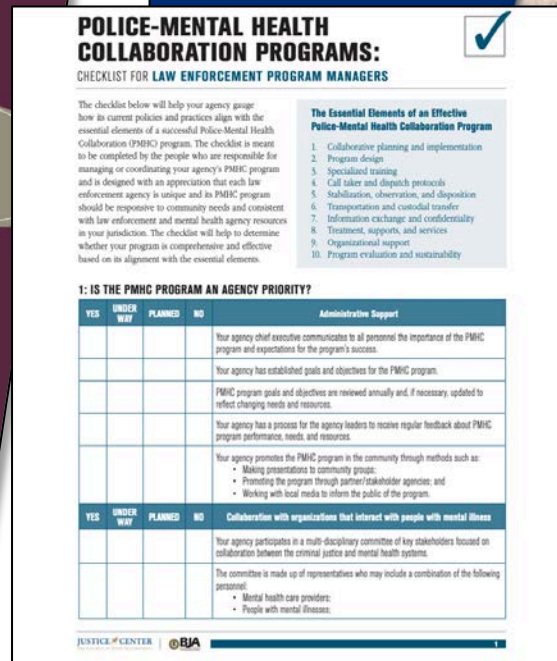 POLICE-MENTAL HEALTH
COLLABORATION PROGRAMS:
CHECKLIST FOR LAW ENFORCEMENT PROGRAM MANAGERS
The checklist below will help your agency gauge
how its current policies and practices align with the
essential elements of a successful Police-Mental Health
Collaboration (PMHC) program. The checklist is meant
to be completed by the people who are responsible for
managing or coordinating your agency's PMHC program
and is designed with an appreciation that each law
enforcement agency is unique and its PMHC program
should be responsive to community needs and consistent
with law enforcement and mental health agency resources
in your jurisdiction. The checklist will help to determine
whether your program is comprehensive and effective
based on its alignment with the essential elements.
The Essential Elements of an Effective
Police-Mental Health Collaboration Program
1. Collaborative planning and implementation
2. Program design
3. Specialized training
4. Call taker and dispatch protocols
5. Stabilization, observation, and disposition
6. Transportation and custodial transfer
7. Information exchange and confidentiality
8. Treatment, supports, and services
9. Organizational support
10. Program evaluation and sustainability
1: IS THE PMHC PROGRAM AN AGENCY PRIORITY?
YES UNDER WAY PLANNED NO Administrative Support
Your agency chief executive communicates to all personnel the importance of the PMHC
program and expectations for the program's success.
Your agency has established goals and objectives for the PMHC program.
PMHC program goals and objectives are reviewed annually and, if necessary, updated to
reflect changing needs and resources.
Your agency has a process for the agency leaders to receive regular feedback about PMHC
program performance, needs, and resources.
Your agency promotes the PMHC program in the community through methods such as:
• Making presentations to community groups;
• Promoting the program through partner/stakeholder agencies; and
• Working with local media to inform the public of the program.
YES UNDER WAY PLANNED NO Collaboration with organizations that interact with people with mental illness
Your agency participates in a multi-disciplinary committee of key stakeholders focused on
collaboration between the criminal justice and mental health systems.
The committee is made up of representatives who may include a combination of the following
personnel:
• Mental health care providers;
• People with mental illnesses;
JUSTICE CENTER BJA 1